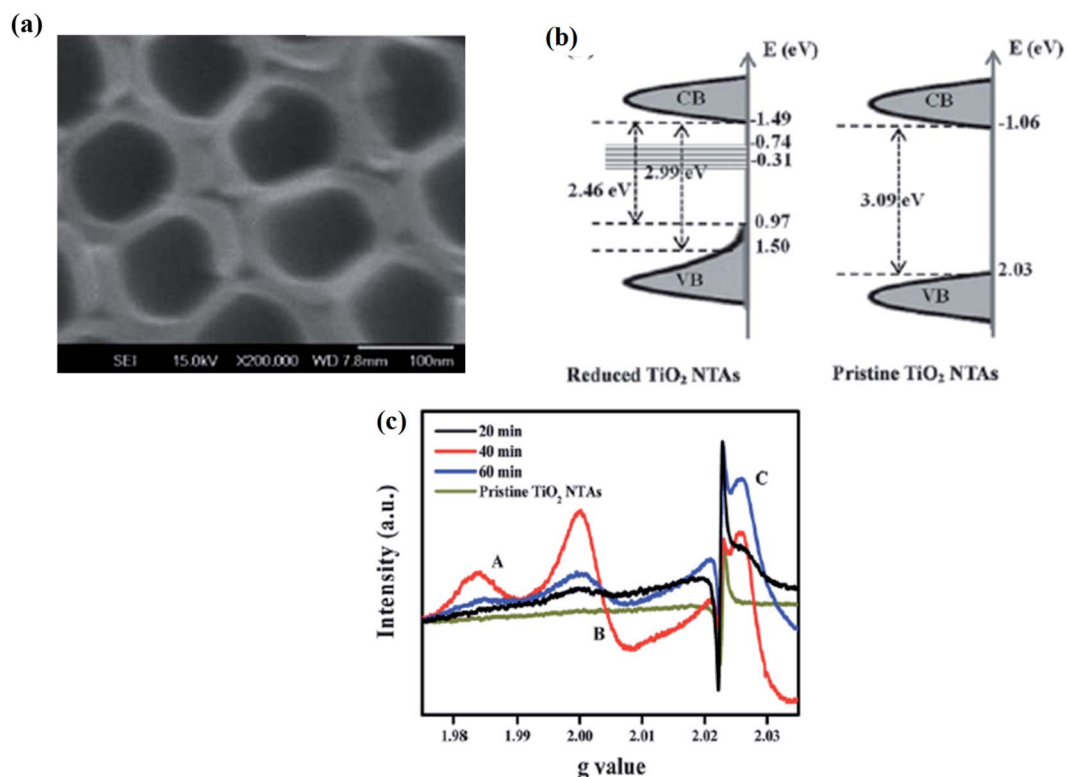 (a)
SEI 15.0kV X200,000 WD 7.8mm 100nm
(b)
E (eV)
CB
-1.49
-0.74
-0.31
2.99 eV
2.46 eV
0.97
1.50
VB
Reduced TiO₂ NTAs
E (eV)
CB
-1.06
3.09 eV
2.03
VB
Pristine TiO₂ NTAs
(c)
20 min
40 min
60 min
Pristine TiO₂ NTAs
A
B
C
Intensity (a.u.)
1.98 1.99 2.00 2.01 2.02 2.03
g value